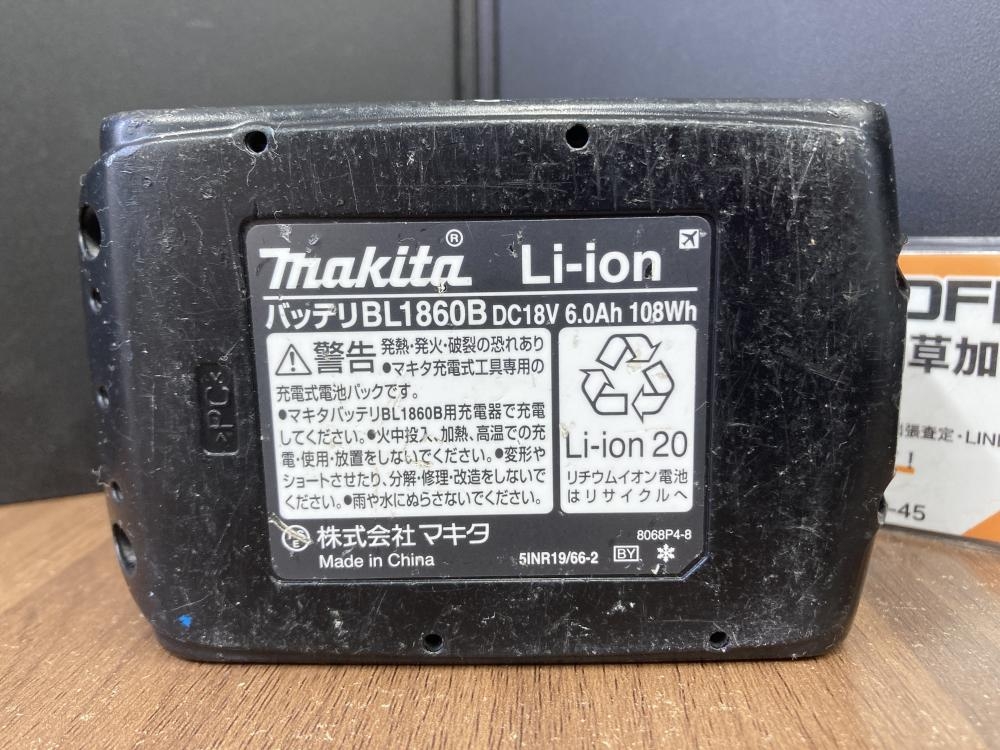 makita® Li-ion
バッテリBL1860B DC18V 6.0Ah 108Wh
警告 発熱・発火・破裂の恐れあり
●マキタ充電式工具専用の
充電式電池パックです。
●マキタバッテリBL1860B用充電器で充電
してください。●火中投入、加熱、高温での充
電・使用・放置をしないでください。●変形や
ショートさせたり、分解・修理・改造をしないで
ください。●雨や水にぬらさないでください。
Li-ion 20
リチウムイオン電池
はリサイクルへ
株式会社 マキタ
8068P4-8
Made in China
5INR19/66-2 BY
>PC<
OF
草加
張査定・LIN
-45